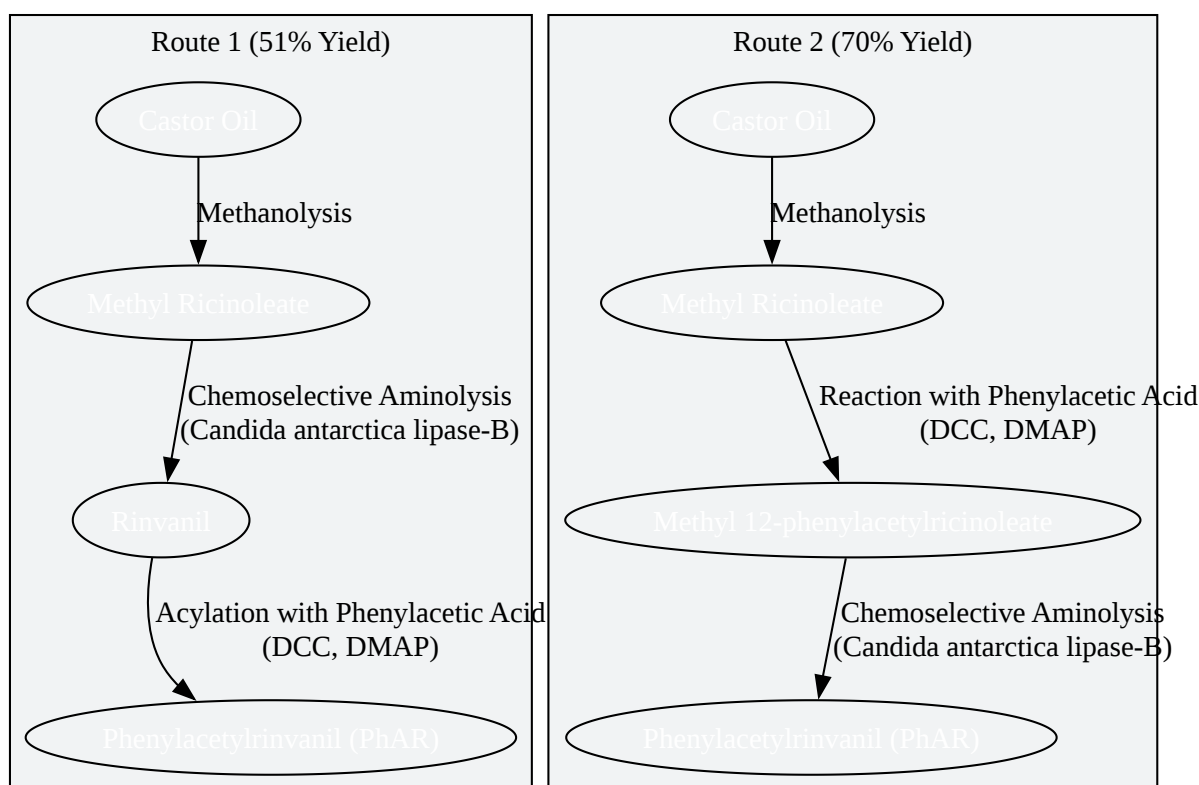 Route 1 (51% Yield)
Castor Oil
Methanolysis
Methyl Ricinoleate
Chemoselective Aminolysis
(Candida antarctica lipase-B)
Rinvanil
Acylation with Phenylacetic Acid
(DCC, DMAP)
Phenylacetylrinvanil (PhAR)
Route 2 (70% Yield)
Castor Oil
Methanolysis
Methyl Ricinoleate
Reaction with Phenylacetic Acid
(DCC, DMAP)
Methyl 12-phenylacetylricinoleate
Chemoselective Aminolysis
(Candida antarctica lipase-B)
Phenylacetylrinvanil (PhAR)